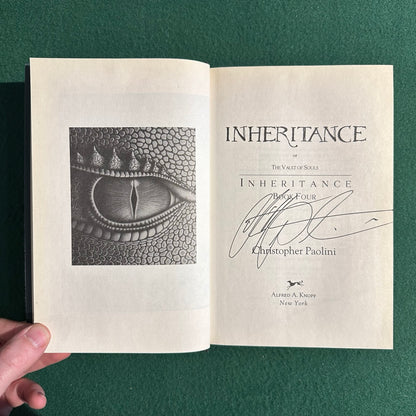 INHERITANCE
OR
THE VAULT OF SOULS
INHERITANCE
BOOK FOUR
Christopher Paolini
ALFRED A. KNOPF
New York